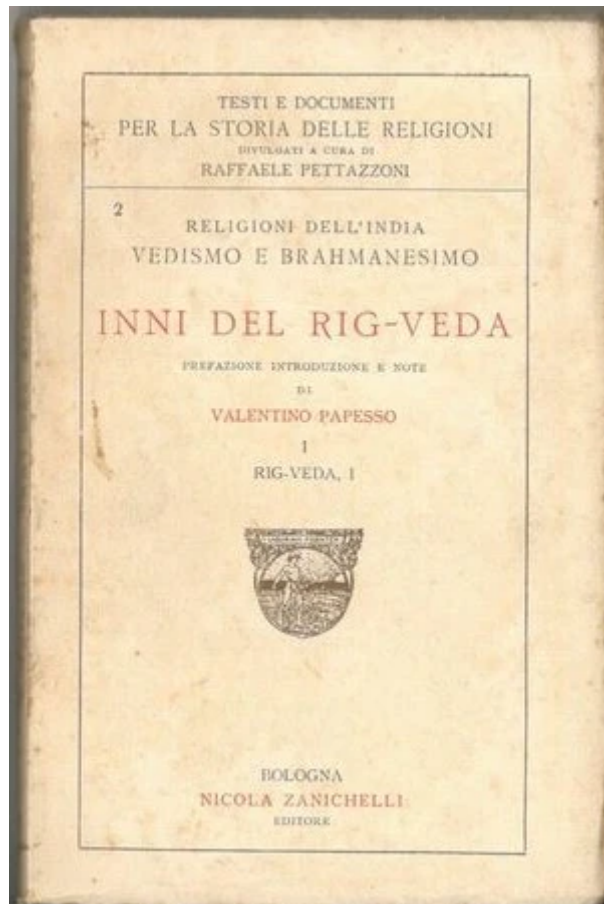 TESTI E DOCUMENTI
PER LA STORIA DELLE RELIGIONI
DIVULGATI A CURA DI
RAFFAELE PETTAZZONI
2
RELIGIONI DELL'INDIA
VEDISMO E BRAHMANESIMO
INNI DEL RIG-VEDA
PREFAZIONE INTRODUZIONE E NOTE
DI
VALENTINO PAPESSO
I
RIG-VEDA, I
BOLOGNA
NICOLA ZANICHELLI
EDITORE